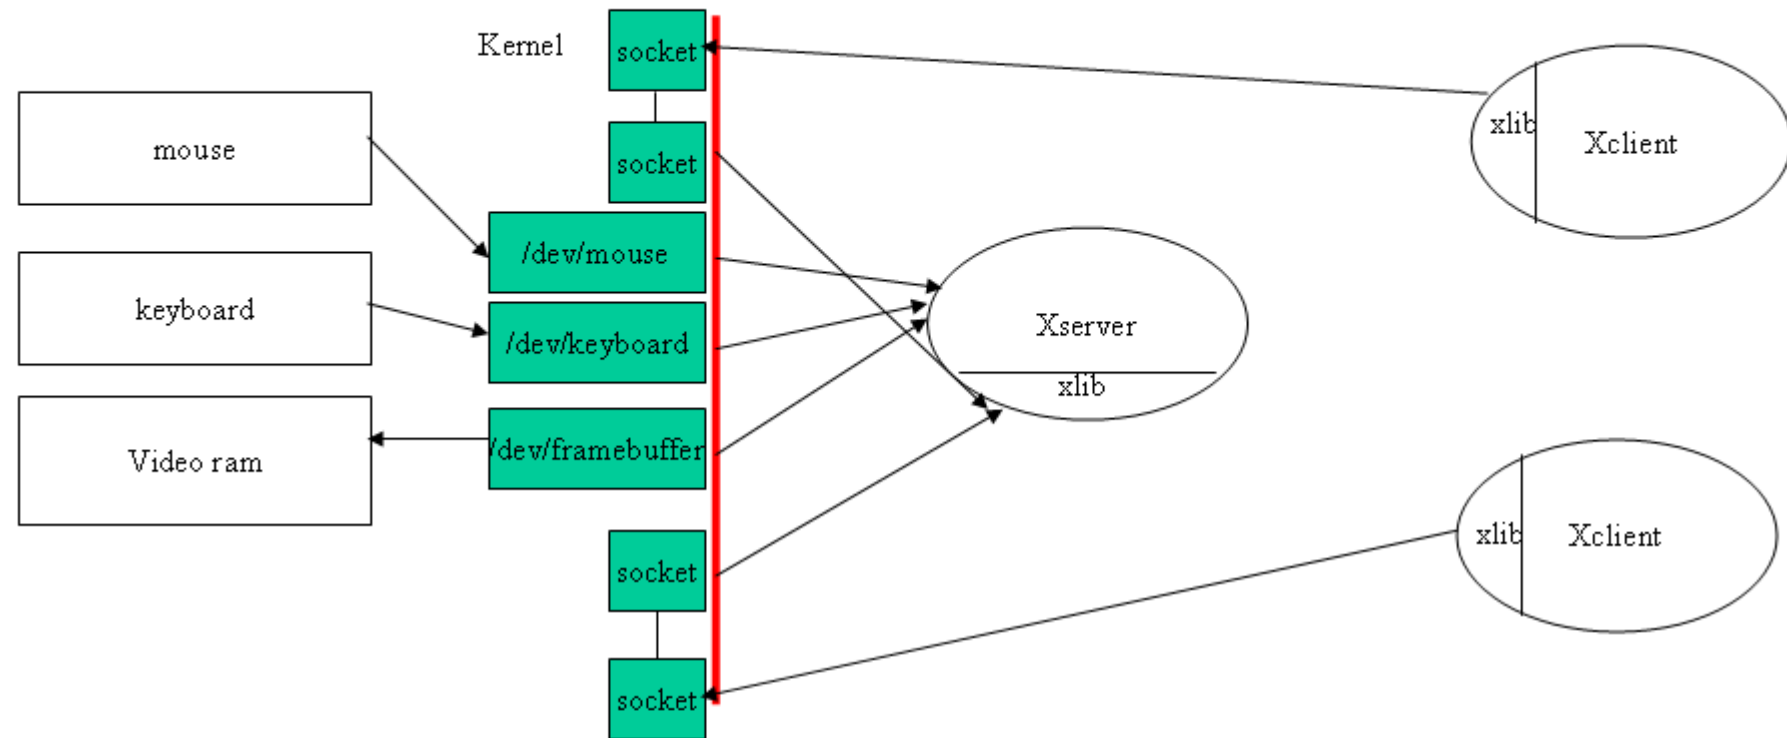 Kernel
socket
socket
mouse
/dev/mouse
keyboard
/dev/keyboard
Video ram
/dev/framebuffer
socket
socket
Xserver
xlib
xlib
Xclient
xlib
Xclient